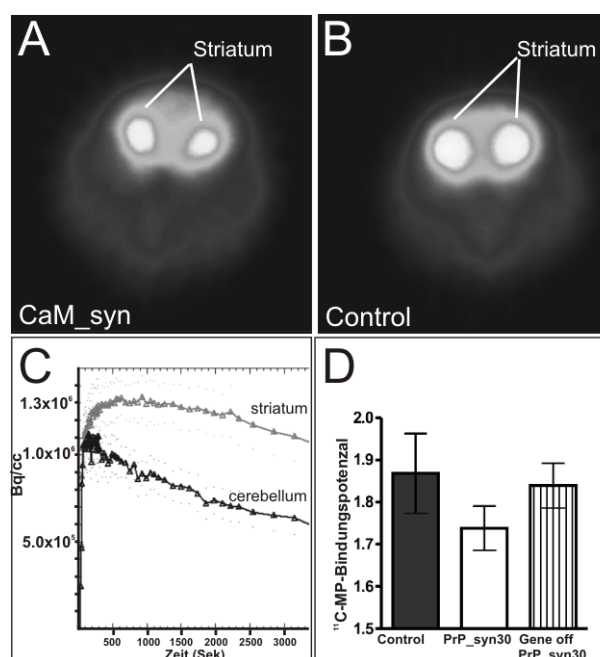 A
Striatum
CaM_syn
B
Striatum
Control
C
1.3x10⁶
1.0x10⁶
5.0x10⁵
Bq/cc
striatum
cerebellum
500 1000 1500 2000 2500 3000
Zeit (Sek)
D
2.0
1.9
1.8
1.7
1.6
1.5
¹¹C-MP-Bindungspotenzal
Control PrP_syn30 Gene off
PrP_syn30